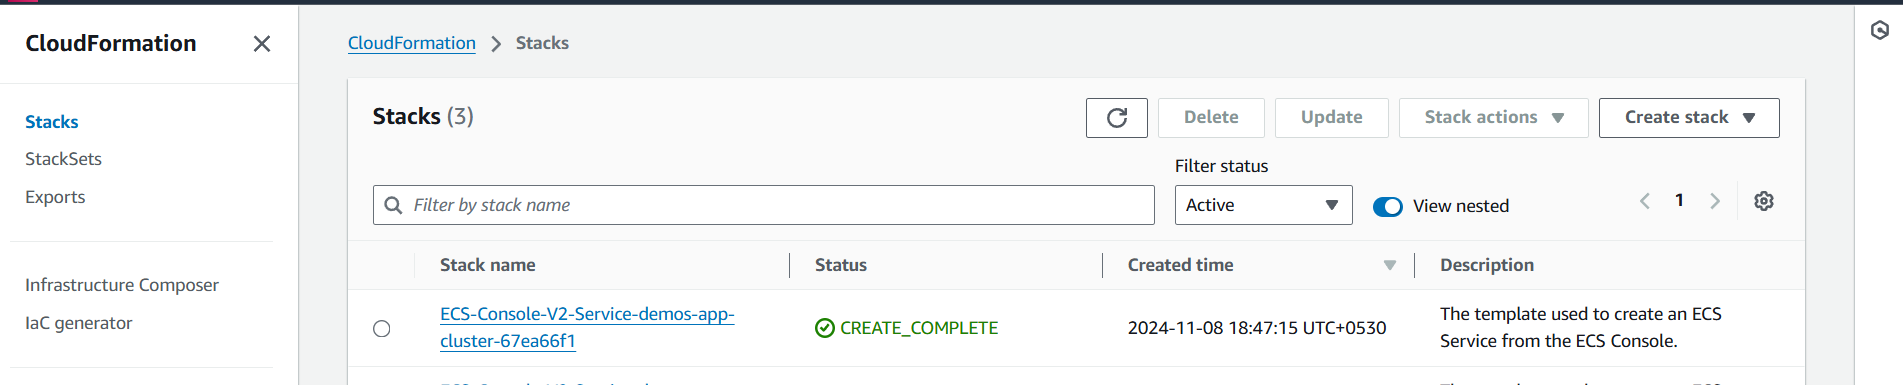 CloudFormation
Stacks
StackSets
Exports
Infrastructure Composer
IaC generator
CloudFormation > Stacks
Stacks (3)
Delete
Update
Stack actions
Create stack
Filter status
Filter by stack name
Active
View nested
1
Stack name
Status
Created time
Description
ECS-Console-V2-Service-demos-app-
cluster-67ea66f1
CREATE_COMPLETE
2024-11-08 18:47:15 UTC+0530
The template used to create an ECS
Service from the ECS Console.